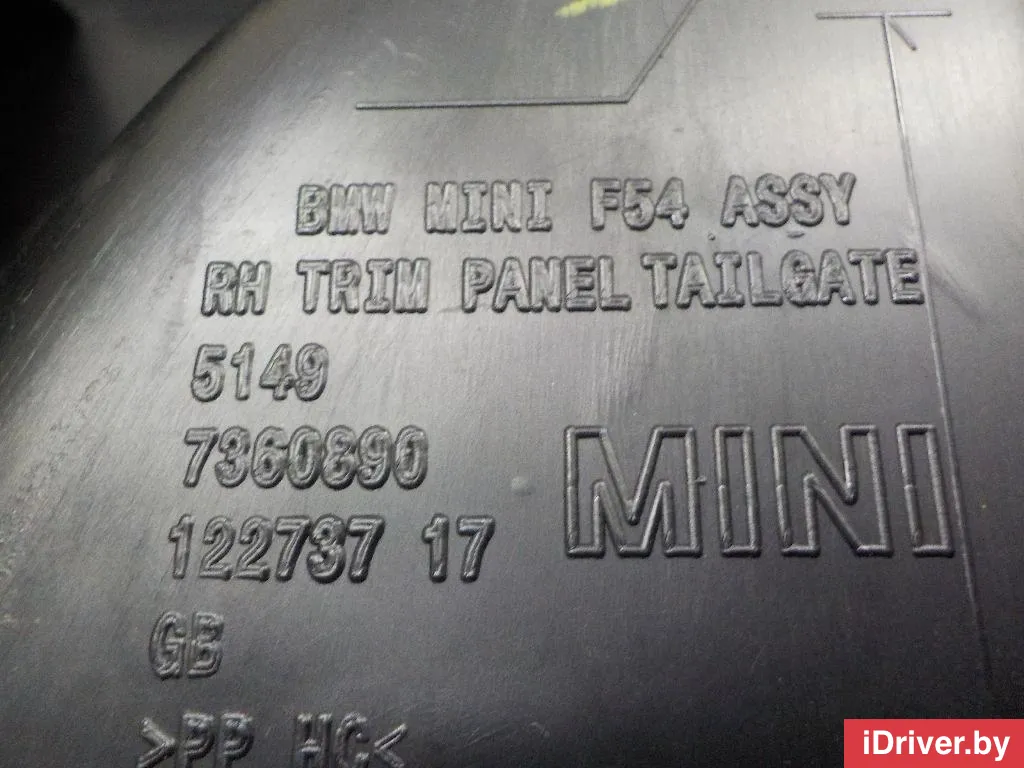 BMW MINI F54 ASSY
RH TRIM PANEL TAILGATE
5149
7360890
122737 17
MINI
GB
>PP HC<
iDriver.by